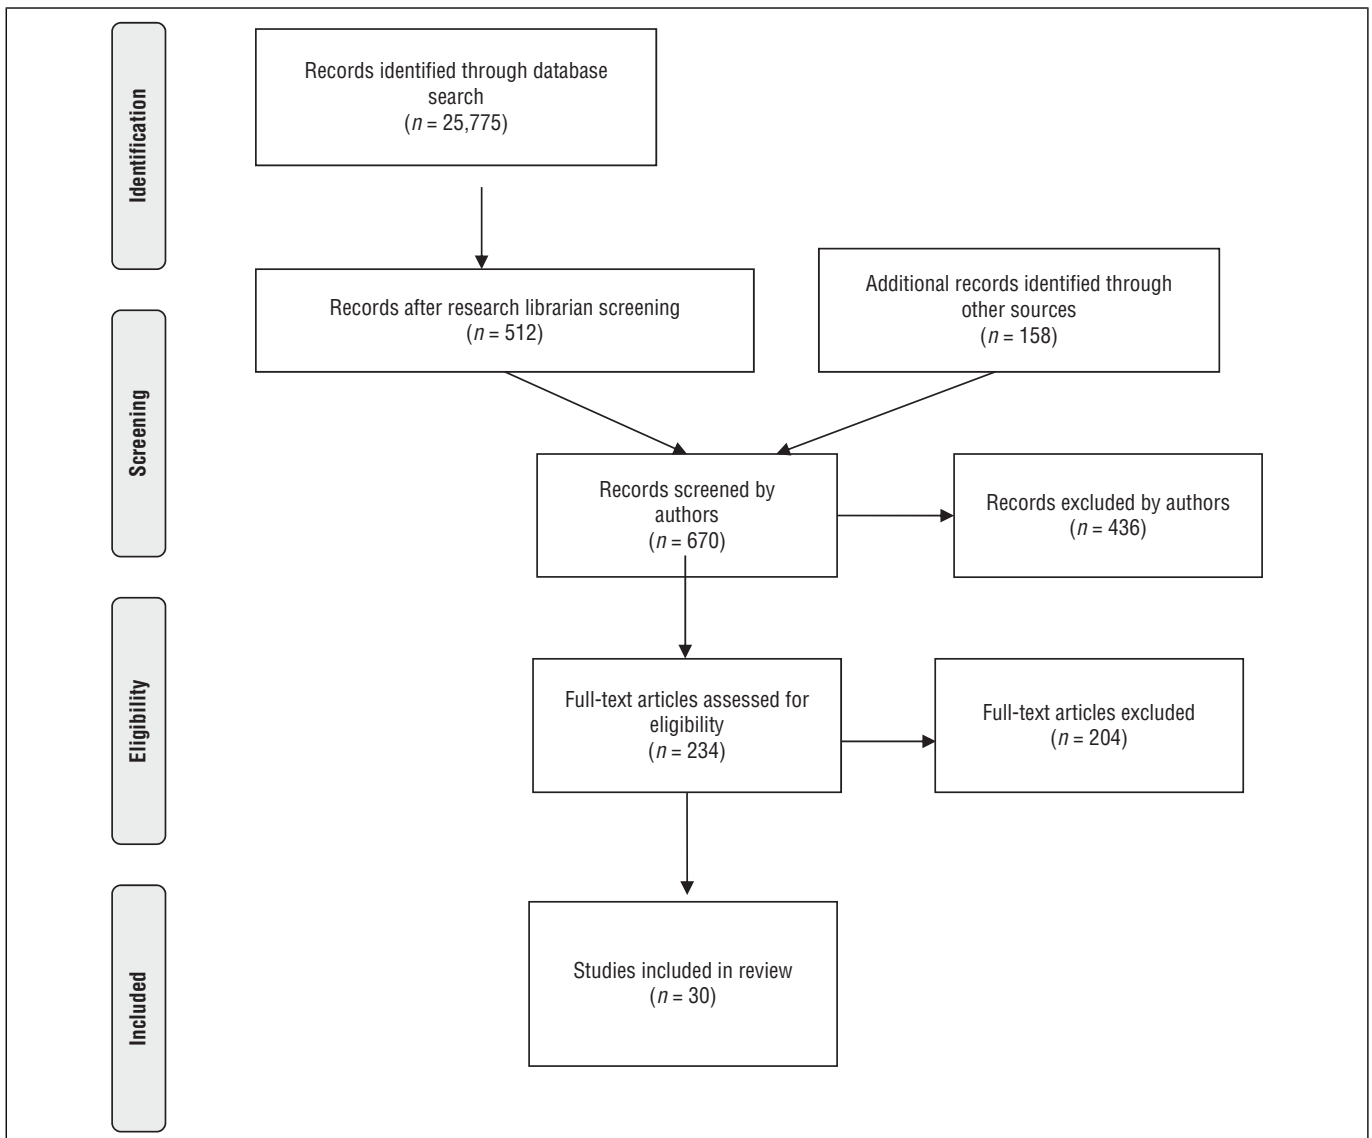 Identification
Records identified through database
search
(n = 25,775)
Records after research librarian screening
(n = 512)
Additional records identified through
other sources
(n = 158)
Screening
Records screened by
authors
(n = 670)
Records excluded by authors
(n = 436)
Eligibility
Full-text articles assessed for
eligibility
(n = 234)
Full-text articles excluded
(n = 204)
Included
Studies included in review
(n = 30)